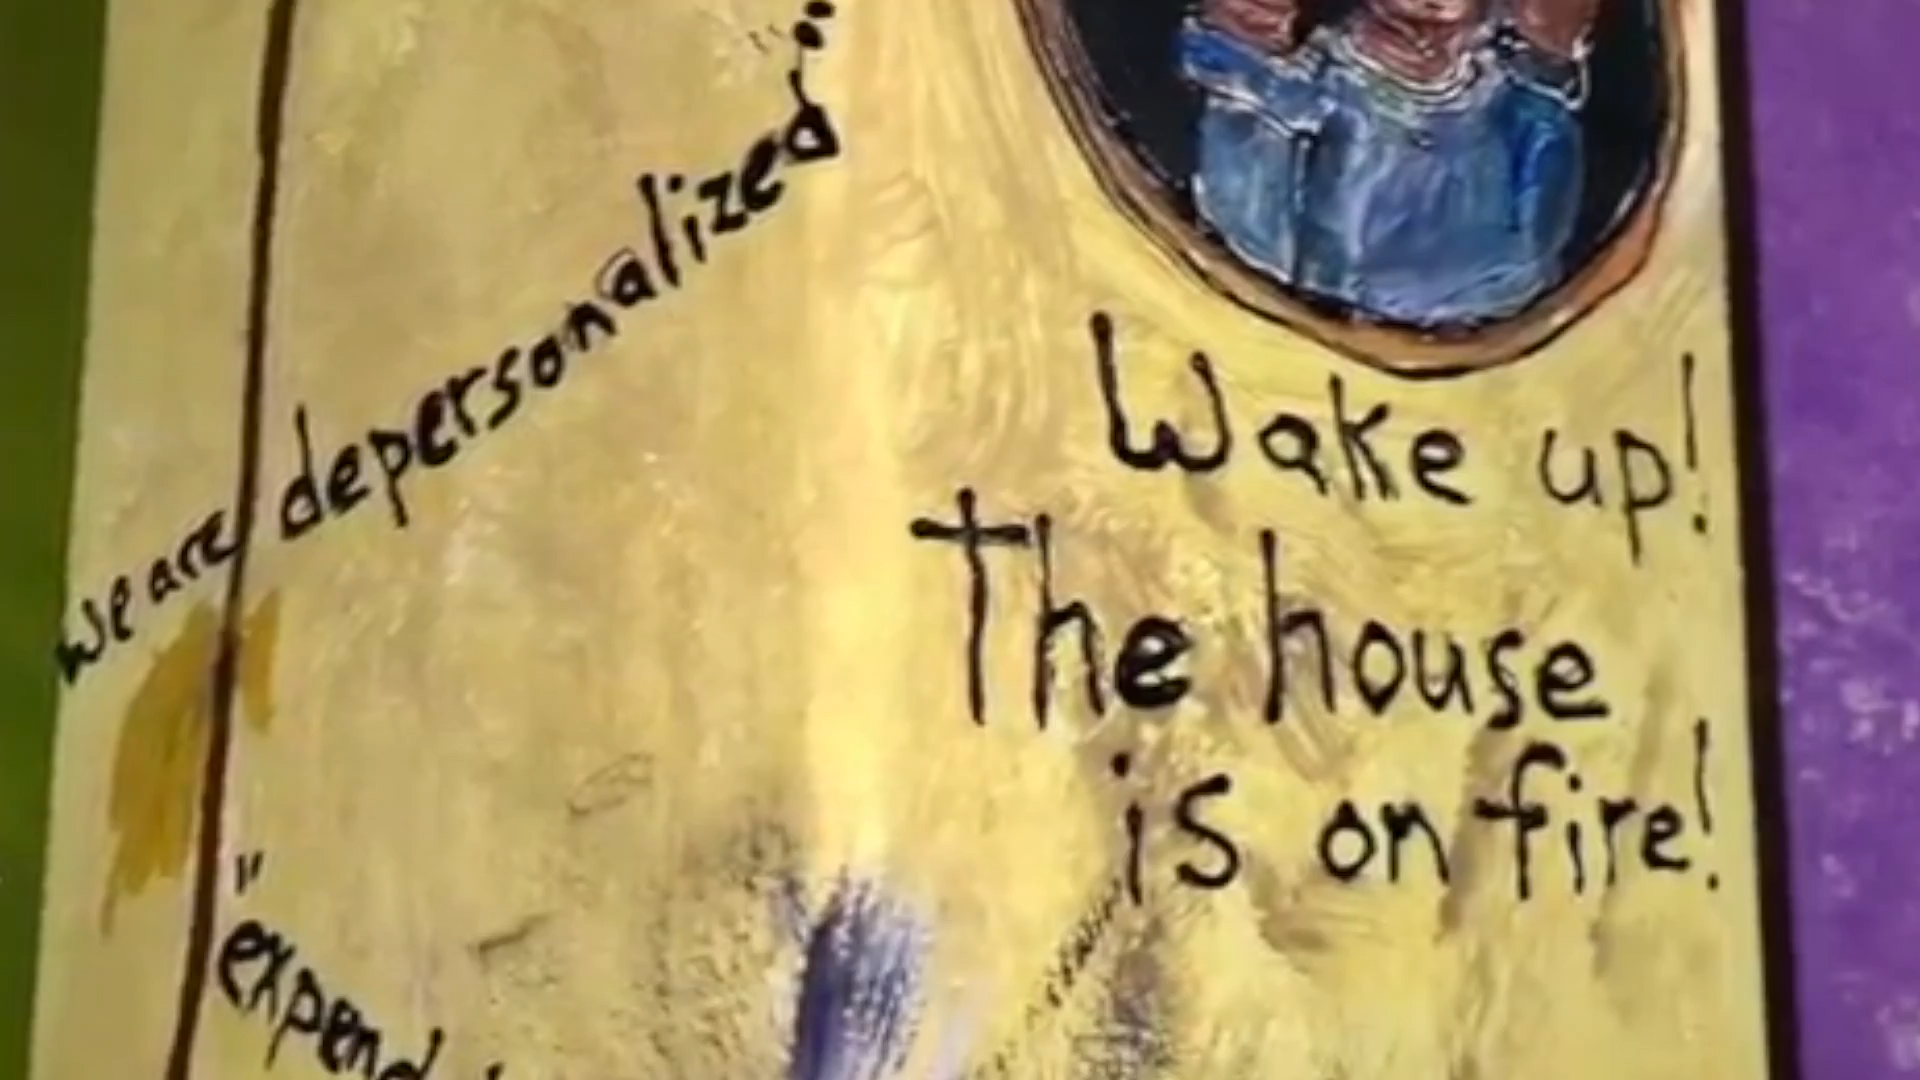 we are depersonalized"
Wake up!
The house
is on fire!
"expend